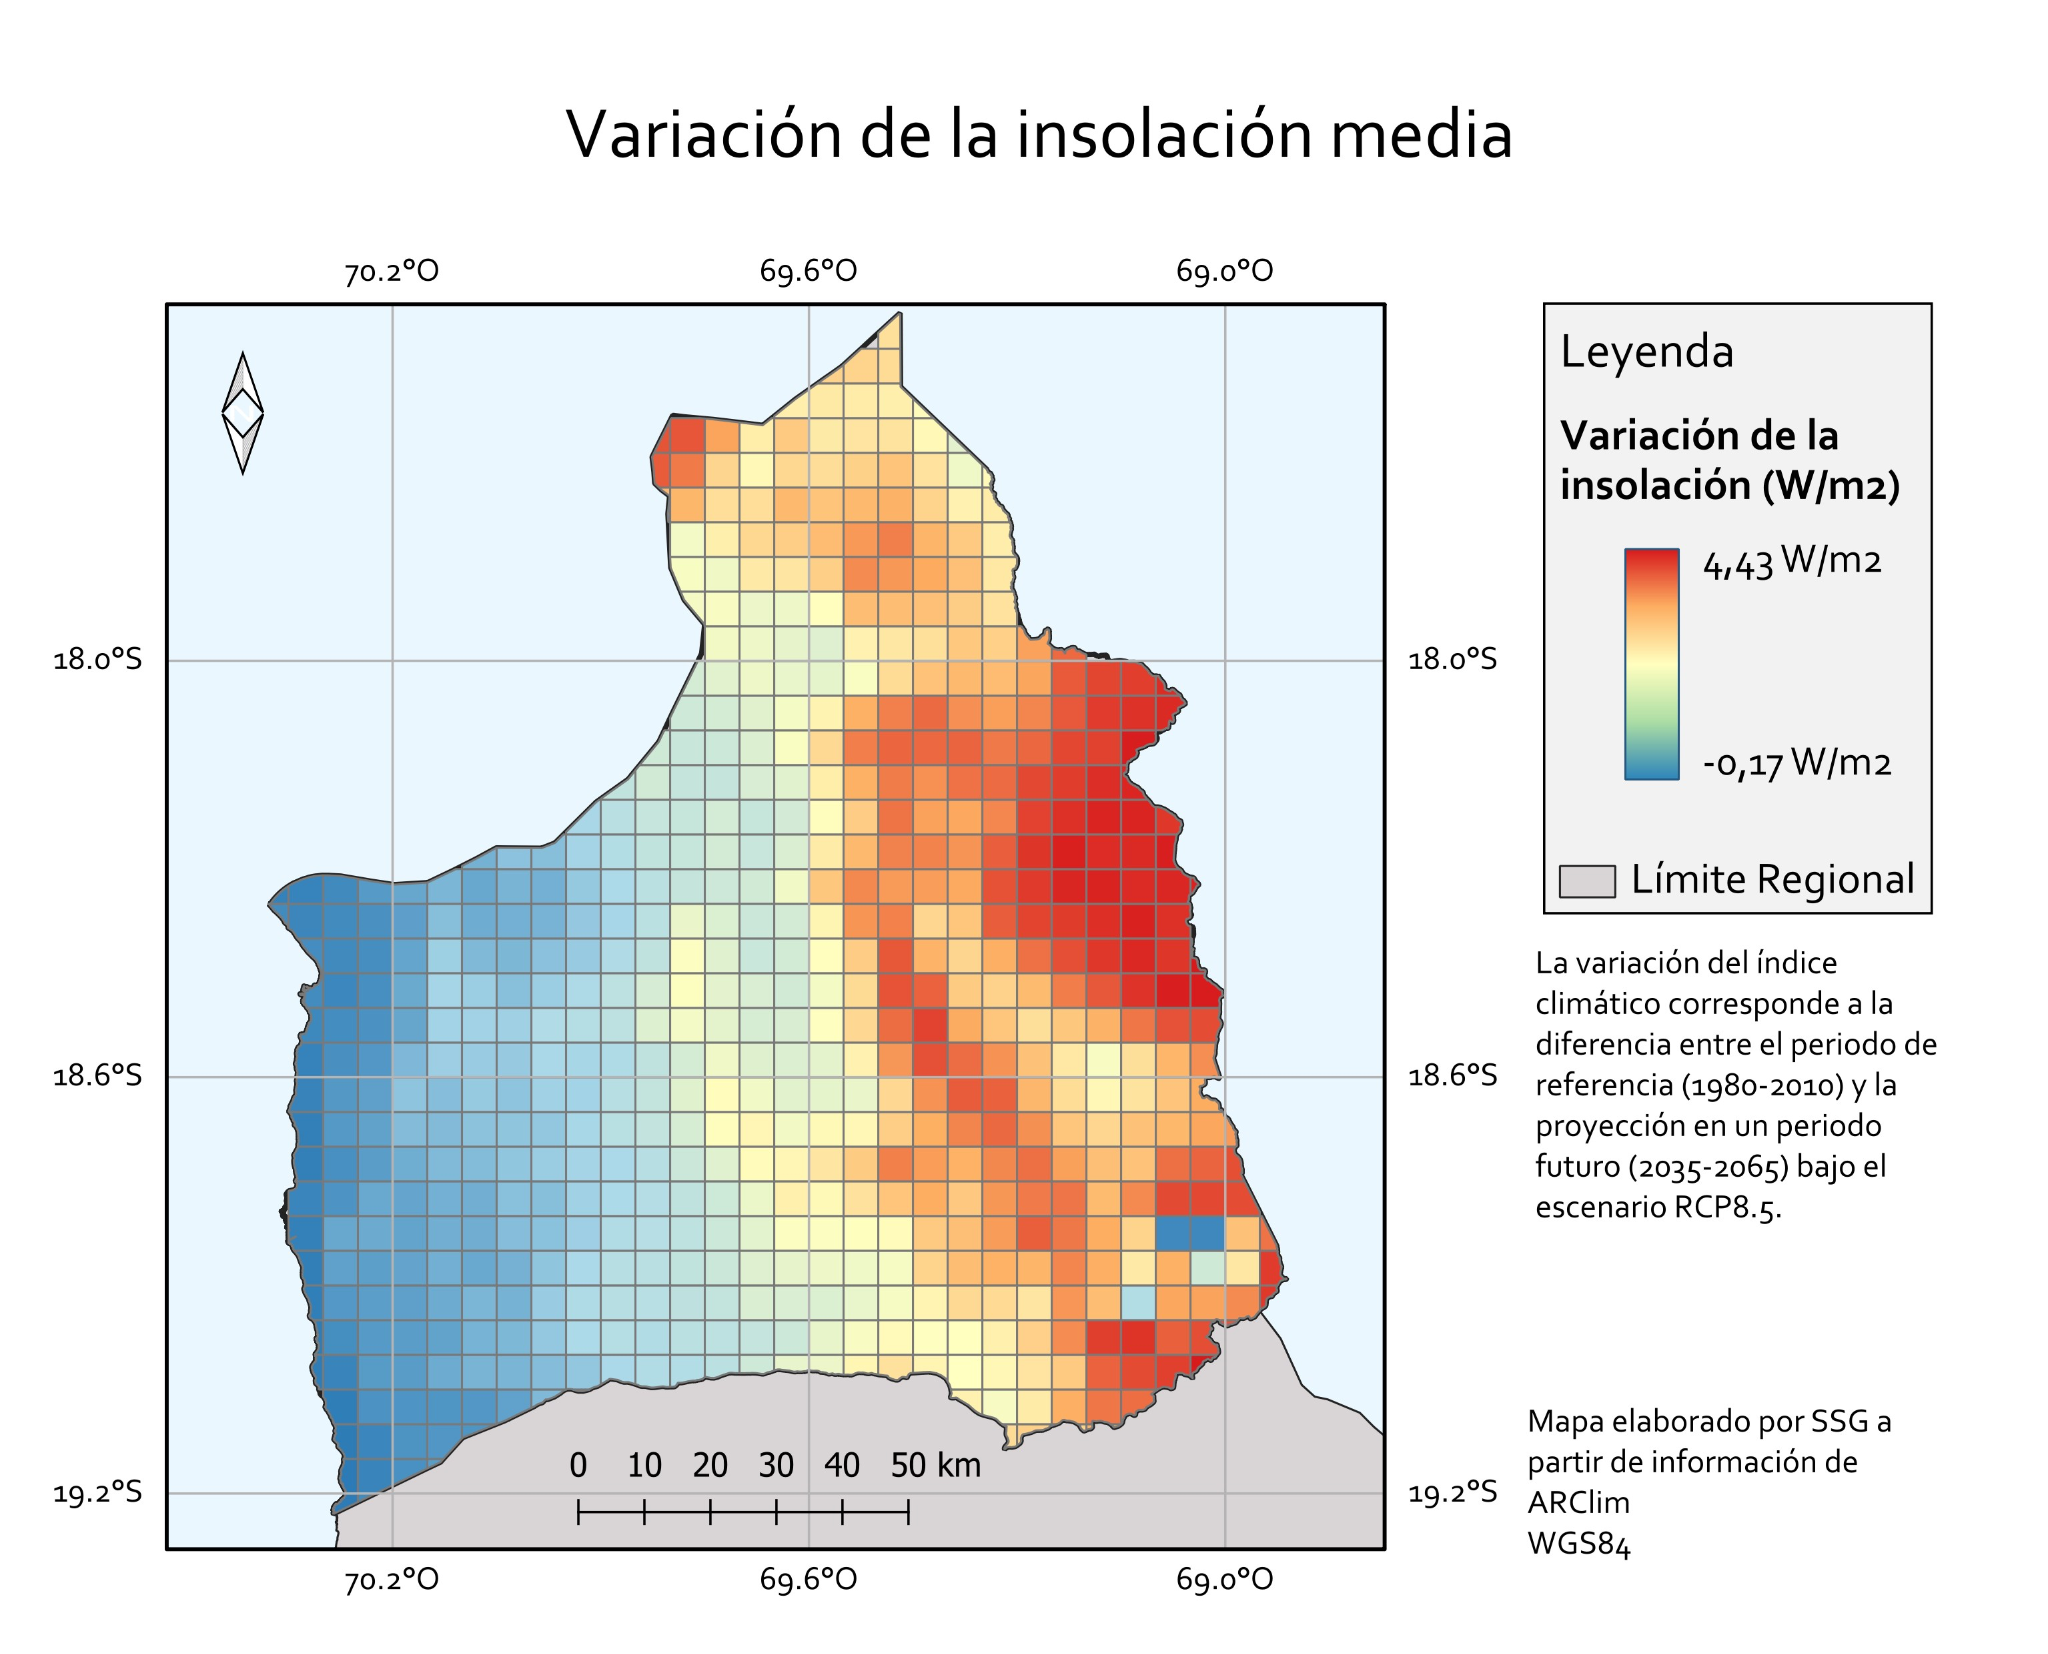 Variación de la insolación media
70.2°O 69.6°O 69.0°O
18.0°S 18.0°S
18.6°S 18.6°S
19.2°S 19.2°S
0 10 20 30 40 50 km
70.2°O 69.6°O 69.0°O
Leyenda
Variación de la
insolación (W/m2)
4,43 W/m2
-0,17 W/m2
Límite Regional
La variación del índice
climático corresponde a la
diferencia entre el periodo de
referencia (1980-2010) y la
proyección en un periodo
futuro (2035-2065) bajo el
escenario RCP8.5.
Mapa elaborado por SSG a
partir de información de
ARClim
WGS84